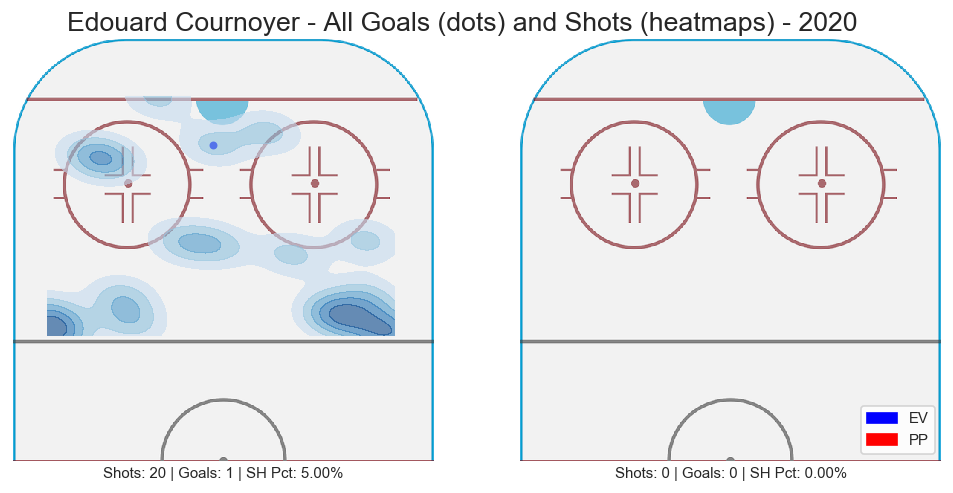 Edouard Cournoyer - All Goals (dots) and Shots (heatmaps) - 2020
EV
PP
Shots: 20 | Goals: 1 | SH Pct: 5.00%
Shots: 0 | Goals: 0 | SH Pct: 0.00%